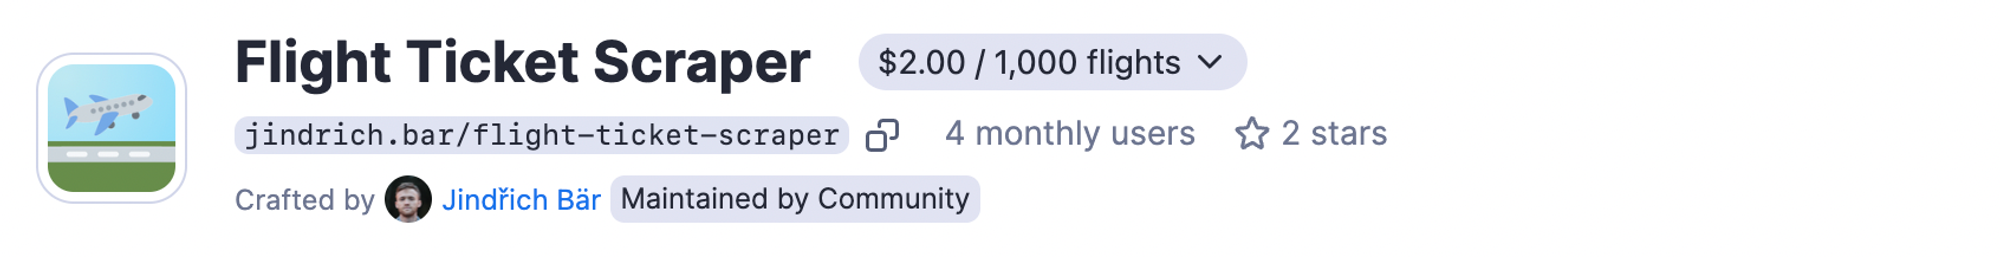 Flight Ticket Scraper $2.00 / 1,000 flights
jindrich.bar/flight-ticket-scraper 4 monthly users 2 stars
Crafted by Jindřich Bär Maintained by Community